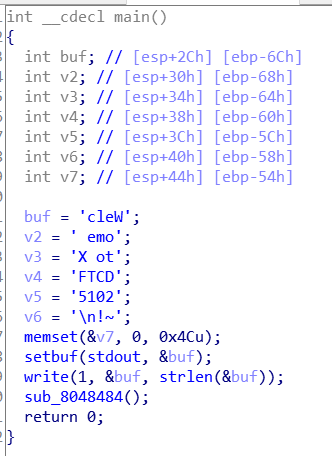 int __cdecl main()
{
int buf; // [esp+2Ch] [ebp-6Ch]
int v2; // [esp+30h] [ebp-68h]
int v3; // [esp+34h] [ebp-64h]
int v4; // [esp+38h] [ebp-60h]
int v5; // [esp+3Ch] [ebp-5Ch]
int v6; // [esp+40h] [ebp-58h]
int v7; // [esp+44h] [ebp-54h]
buf = 'cleW';
v2 = ' emo';
v3 = 'X ot';
v4 = 'FTCD';
v5 = '5102';
v6 = '\n!~';
memset(&v7, 0, 0x4Cu);
setbuf(stdout, &buf);
write(1, &buf, strlen(&buf));
sub_8048484();
return 0;
}